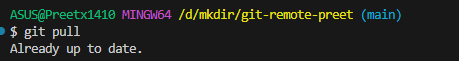 ASUS@Preetx1410 MINGW64 /d/mkdir/git-remote-preet (main)
$ git pull
Already up to date.